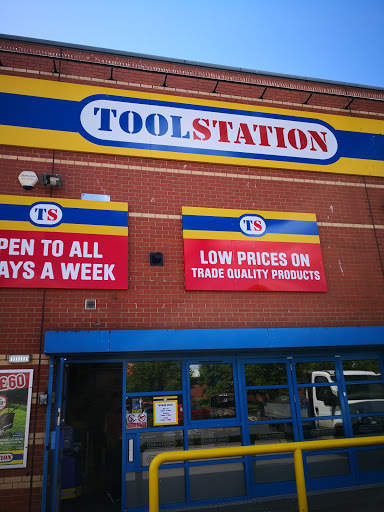 TOOLSTATION
TS
PEN TO ALL
AYS A WEEK
TS
LOW PRICES ON
TRADE QUALITY PRODUCTS
£60